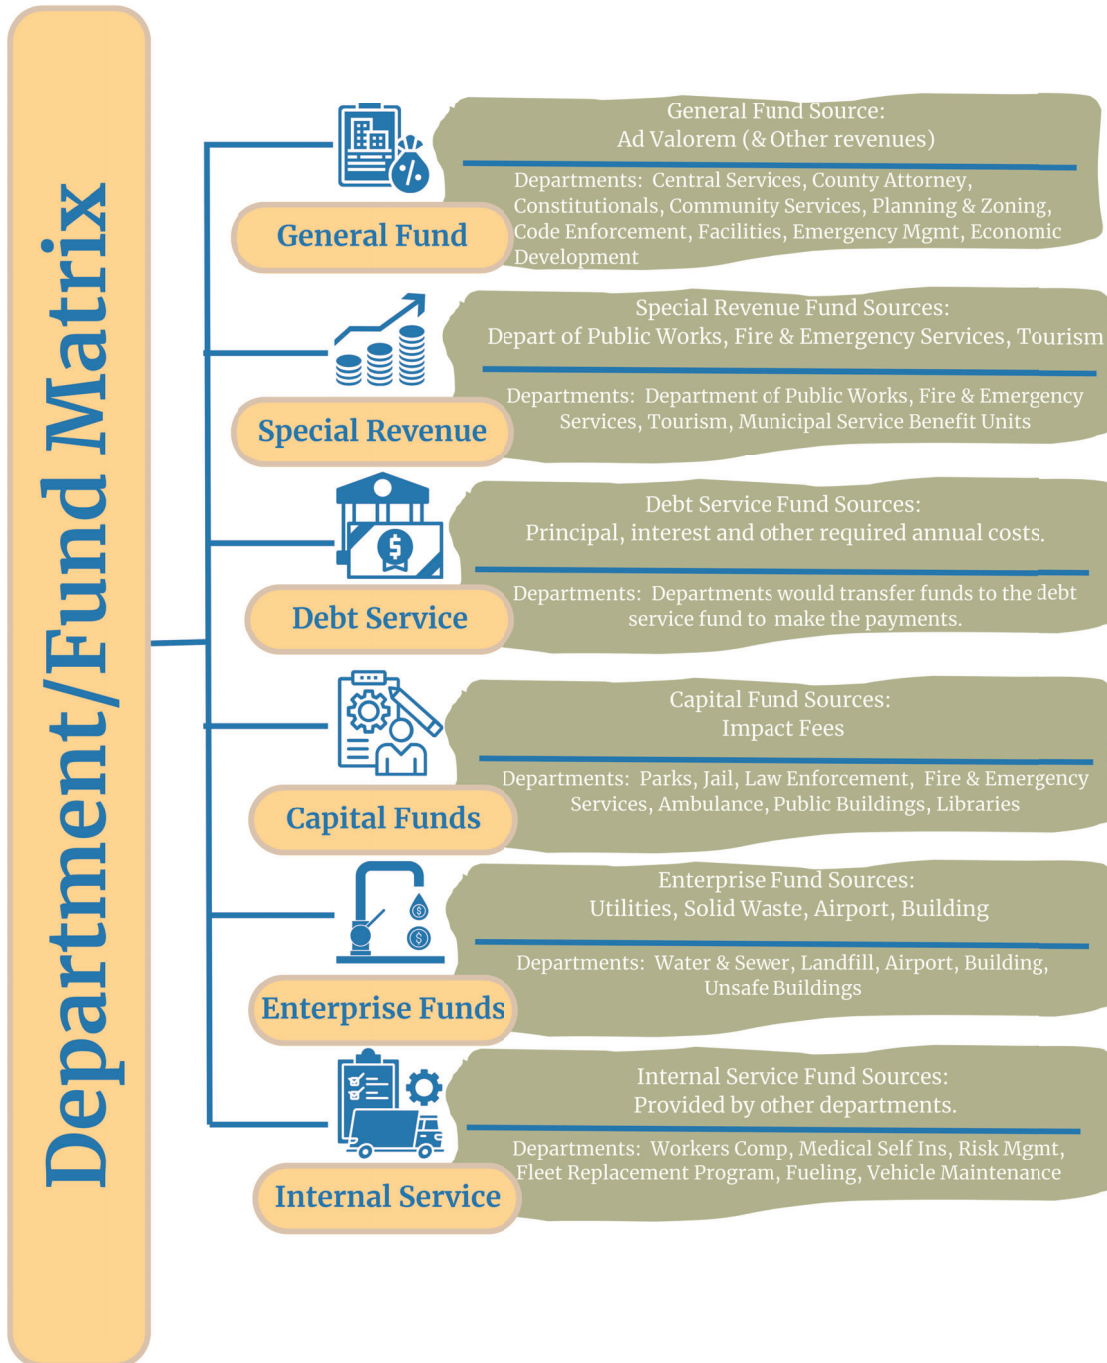 Department/Fund Matrix
General Fund
General Fund Source:
Ad Valorem (& Other revenues)
Departments: Central Services, County Attorney,
Constitutionals, Community Services, Planning & Zoning,
Code Enforcement, Facilities, Emergency Mgmt, Economic
Development
Special Revenue
Special Revenue Fund Sources:
Depart of Public Works, Fire & Emergency Services, Tourism
Departments: Department of Public Works, Fire & Emergency
Services, Tourism, Municipal Service Benefit Units
Debt Service
Debt Service Fund Sources:
Principal, interest and other required annual costs.
Departments: Departments would transfer funds to the debt
service fund to make the payments.
Capital Funds
Capital Fund Sources:
Impact Fees
Departments: Parks, Jail, Law Enforcement, Fire & Emergency
Services, Ambulance, Public Buildings, Libraries
Enterprise Funds
Enterprise Fund Sources:
Utilities, Solid Waste, Airport, Building
Departments: Water & Sewer, Landfill, Airport, Building,
Unsafe Buildings
Internal Service
Internal Service Fund Sources:
Provided by other departments.
Departments: Workers Comp, Medical Self Ins, Risk Mgmt,
Fleet Replacement Program, Fueling, Vehicle Maintenance